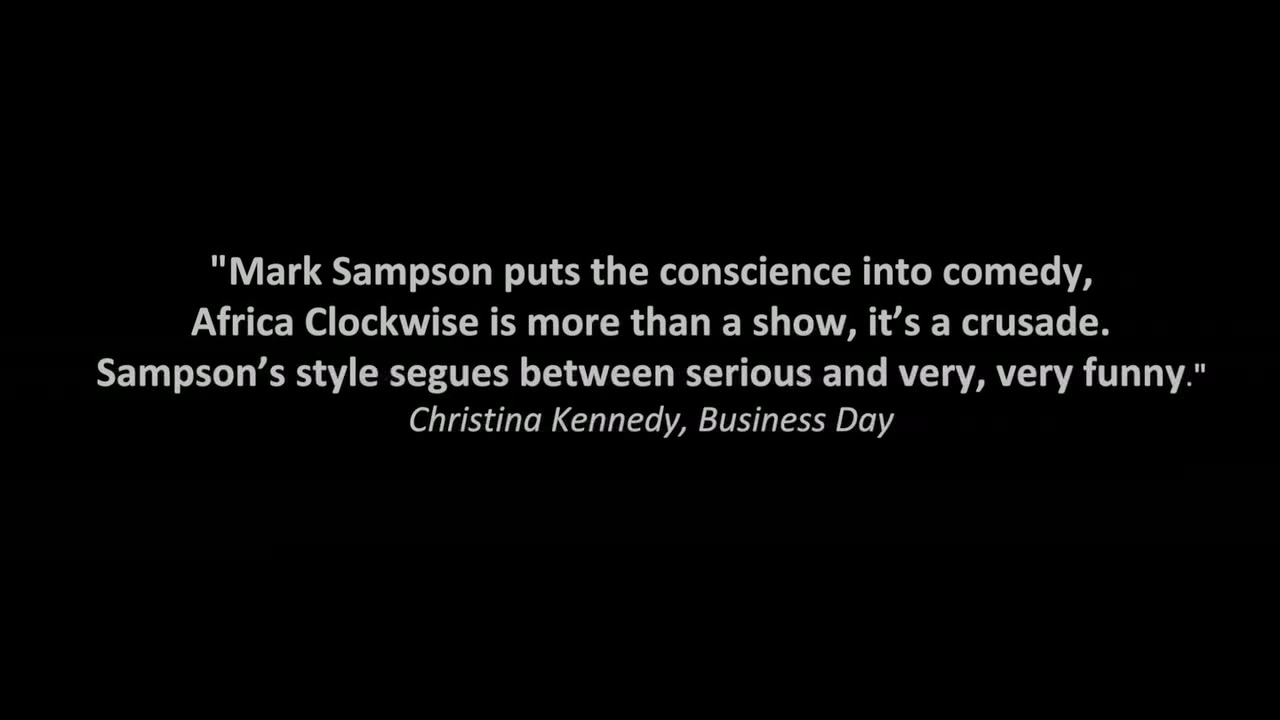 "Mark Sampson puts the conscience into comedy,
Africa Clockwise is more than a show, it’s a crusade.
Sampson’s style segues between serious and very, very funny."
Christina Kennedy, Business Day